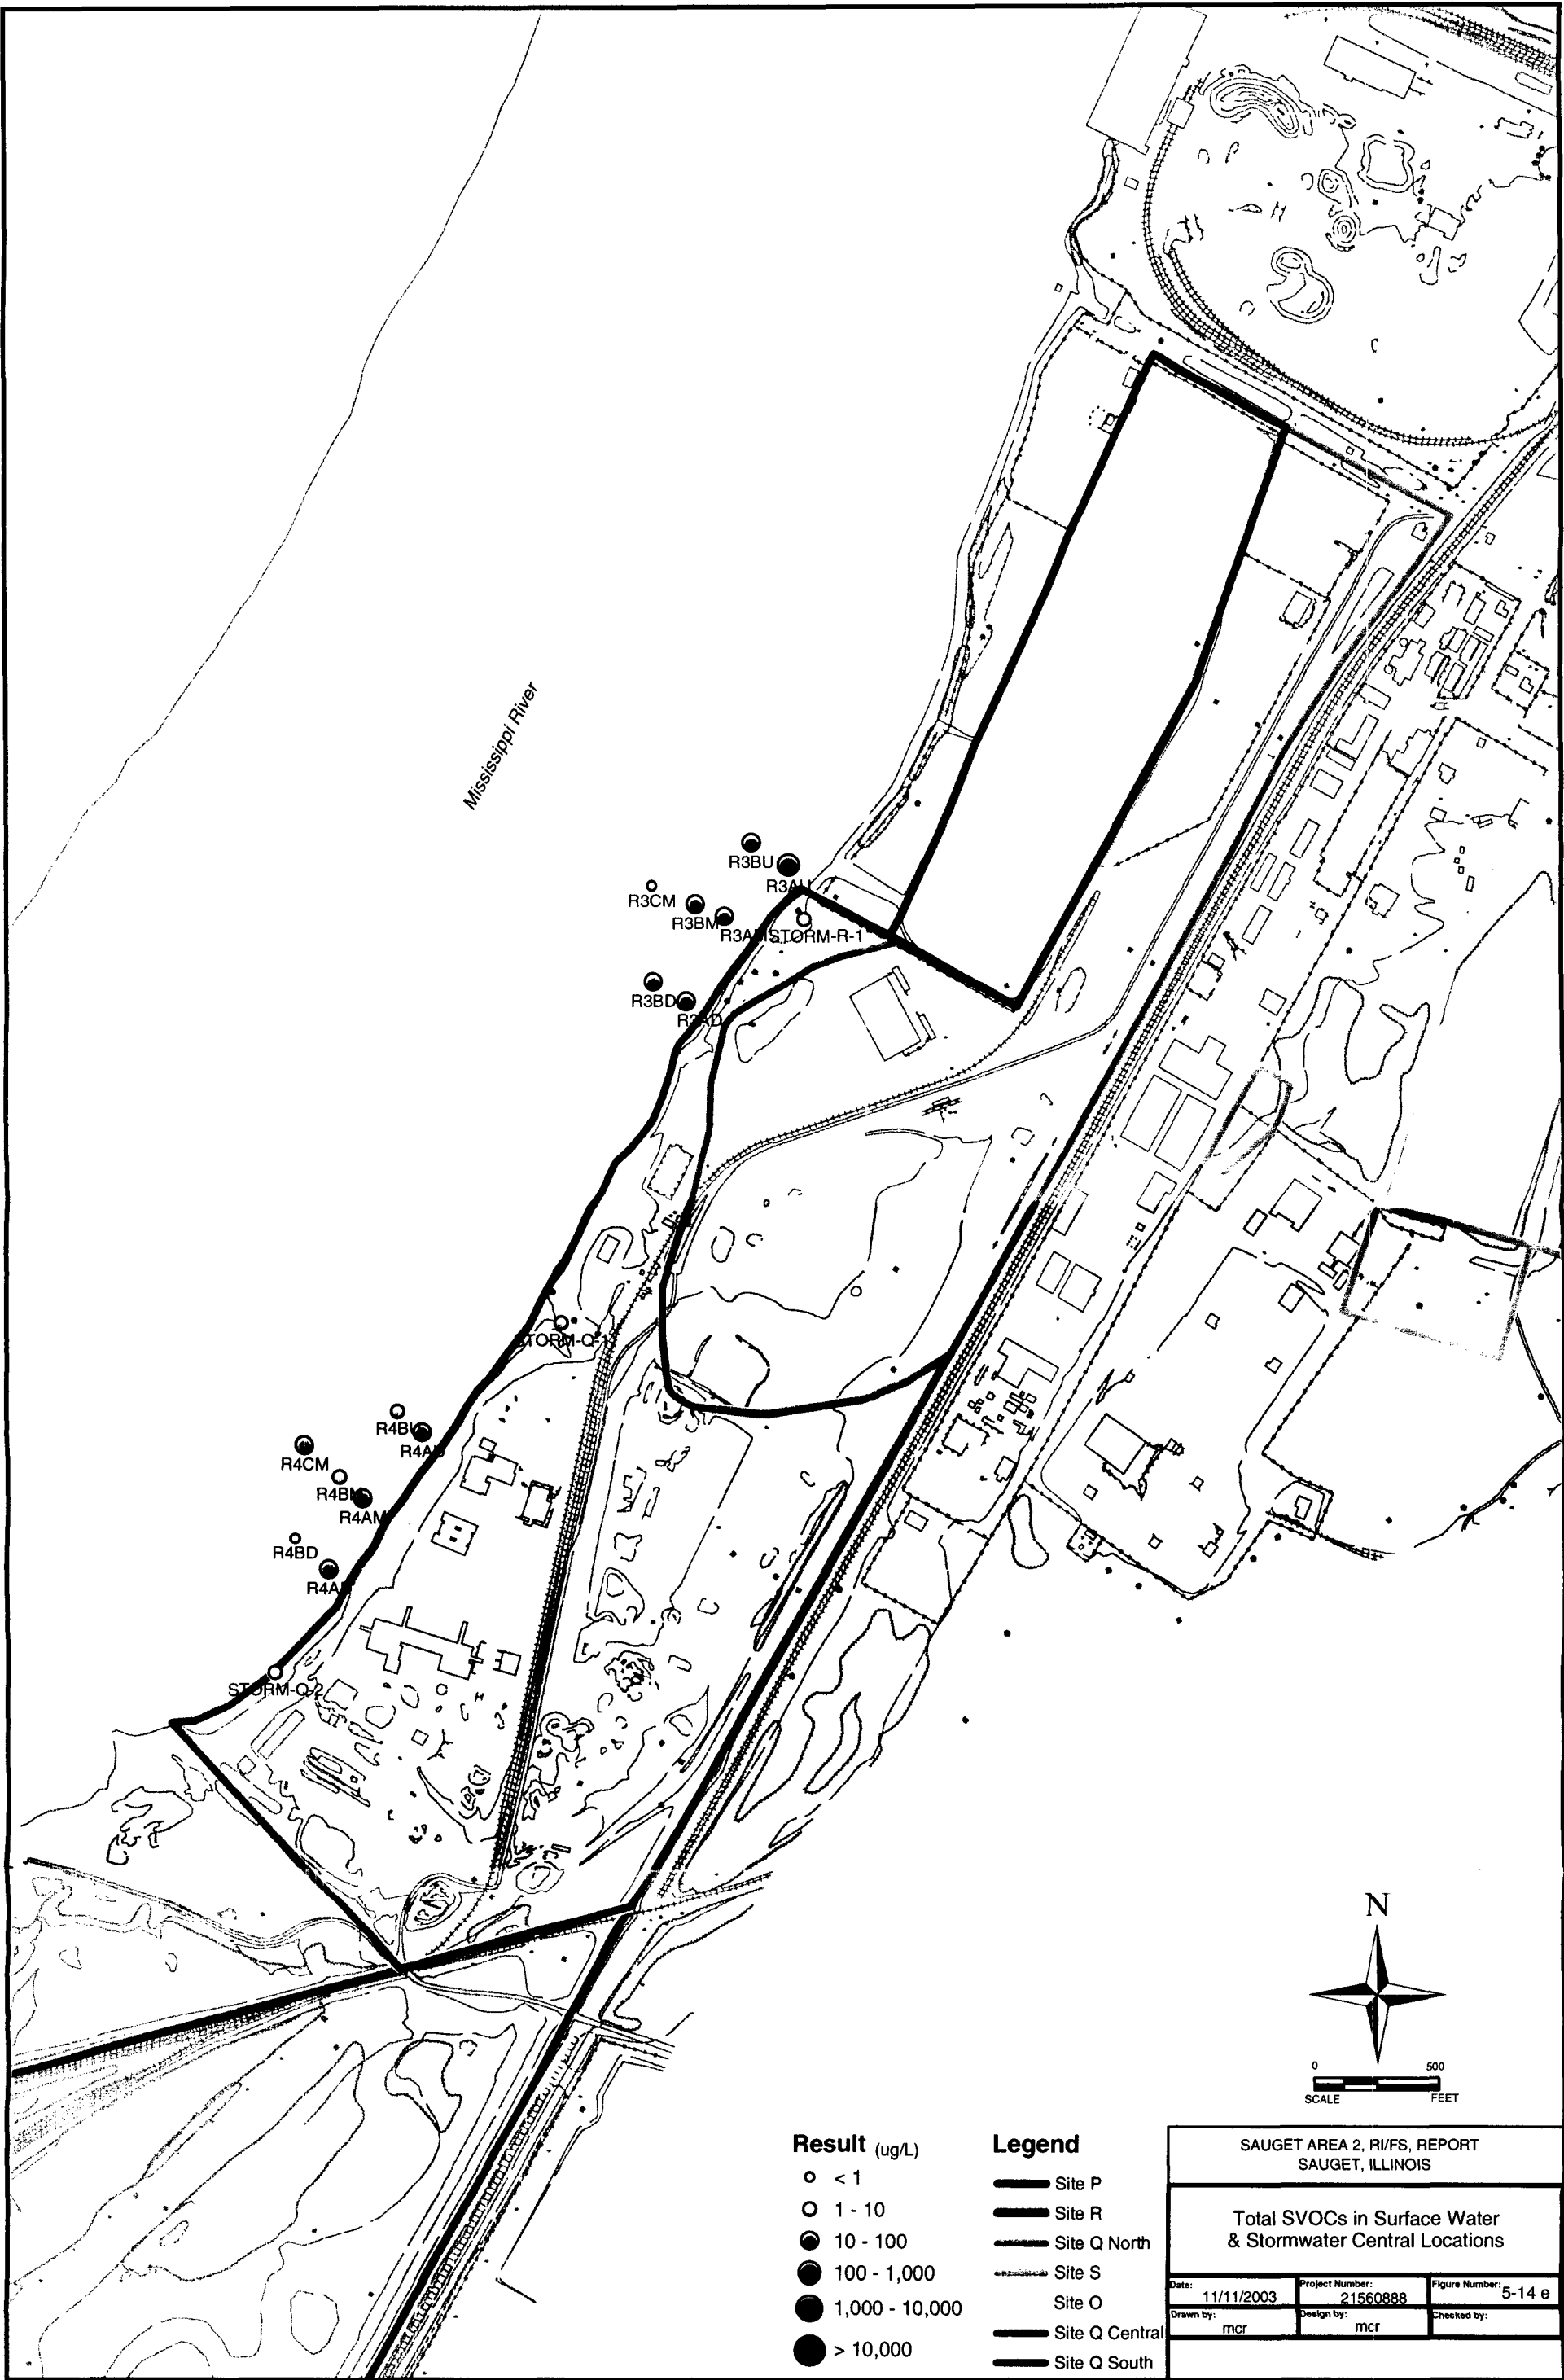 Mississippi River
R3BU
R3AU
R3CM
R3BM
R3AM
STORM-R-1
R3BD
R3AD
STORM-Q-1
R4BU
R4CM
R4BM
R4AM
R4BD
STORM-Q-2
N
0 500
SCALE FEET
Result (ug/L)
< 1
1 - 10
10 - 100
100 - 1,000
1,000 - 10,000
> 10,000
Legend
Site P
Site R
Site Q North
Site S
Site O
Site Q Central
Site Q South
SAUGET AREA 2, RI/FS, REPORT
SAUGET, ILLINOIS
Total SVOCs in Surface Water
& Stormwater Central Locations
Date: 11/11/2003
Project Number: 21560888
Figure Number: 5-14 e
Drawn by: mcr
Design by: mcr
Checked by: